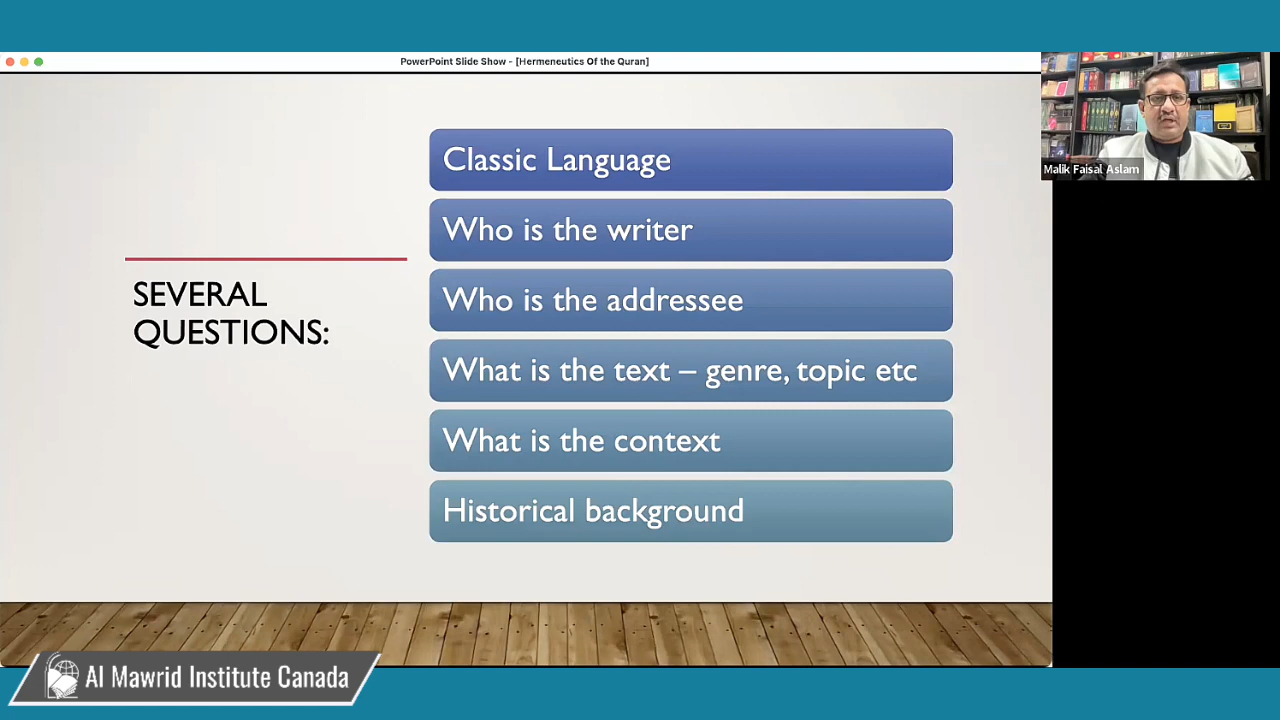 PowerPoint Slide Show - [Hermeneutics Of the Quran]
Malik Faisal Aslam
SEVERAL
QUESTIONS:
Classic Language
Who is the writer
Who is the addressee
What is the text – genre, topic etc
What is the context
Historical background
Al Mawrid Institute Canada